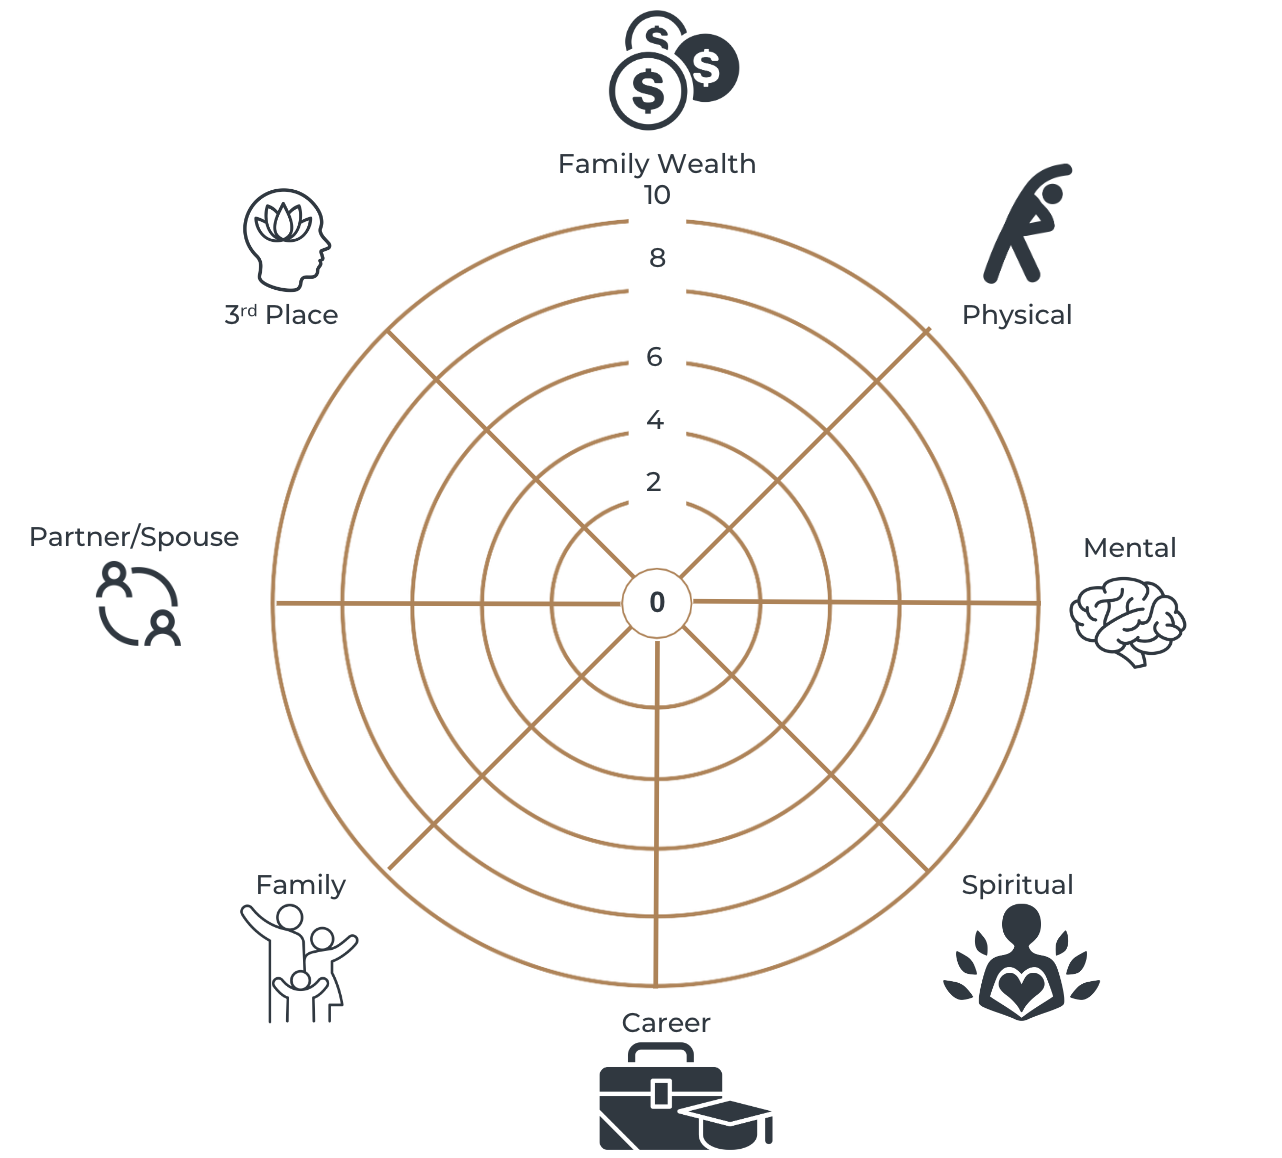 $
$
$
Family Wealth
10
8
6
4
2
0
3rd Place
Physical
Partner/Spouse
Mental
Family
Spiritual
Career